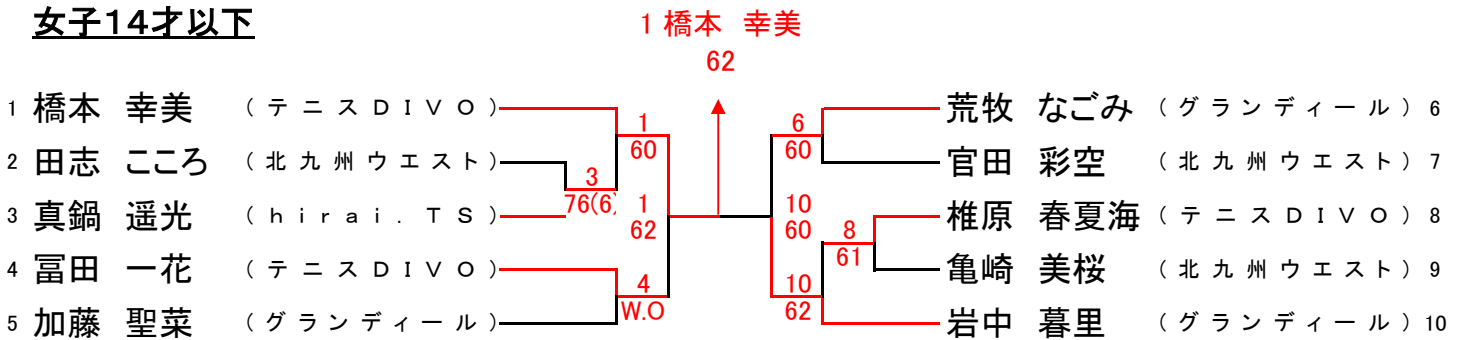 女子14才以下
1 橋本 幸美
62
1 橋本 幸美 (テニスDIVO)
2 田志 こころ (北九州ウエスト)
3 真鍋 遥光 (hirai.TS)
4 冨田 一花 (テニスDIVO)
5 加藤 聖菜 (グランディール)
1
60
3
76(6)
1
62
4
W.O
6
60
10
60
8
61
10
62
荒牧 なごみ (グランディール) 6
官田 彩空 (北九州ウエスト) 7
椎原 春夏海 (テニスDIVO) 8
亀崎 美桜 (北九州ウエスト) 9
岩中 暮里 (グランディール) 10